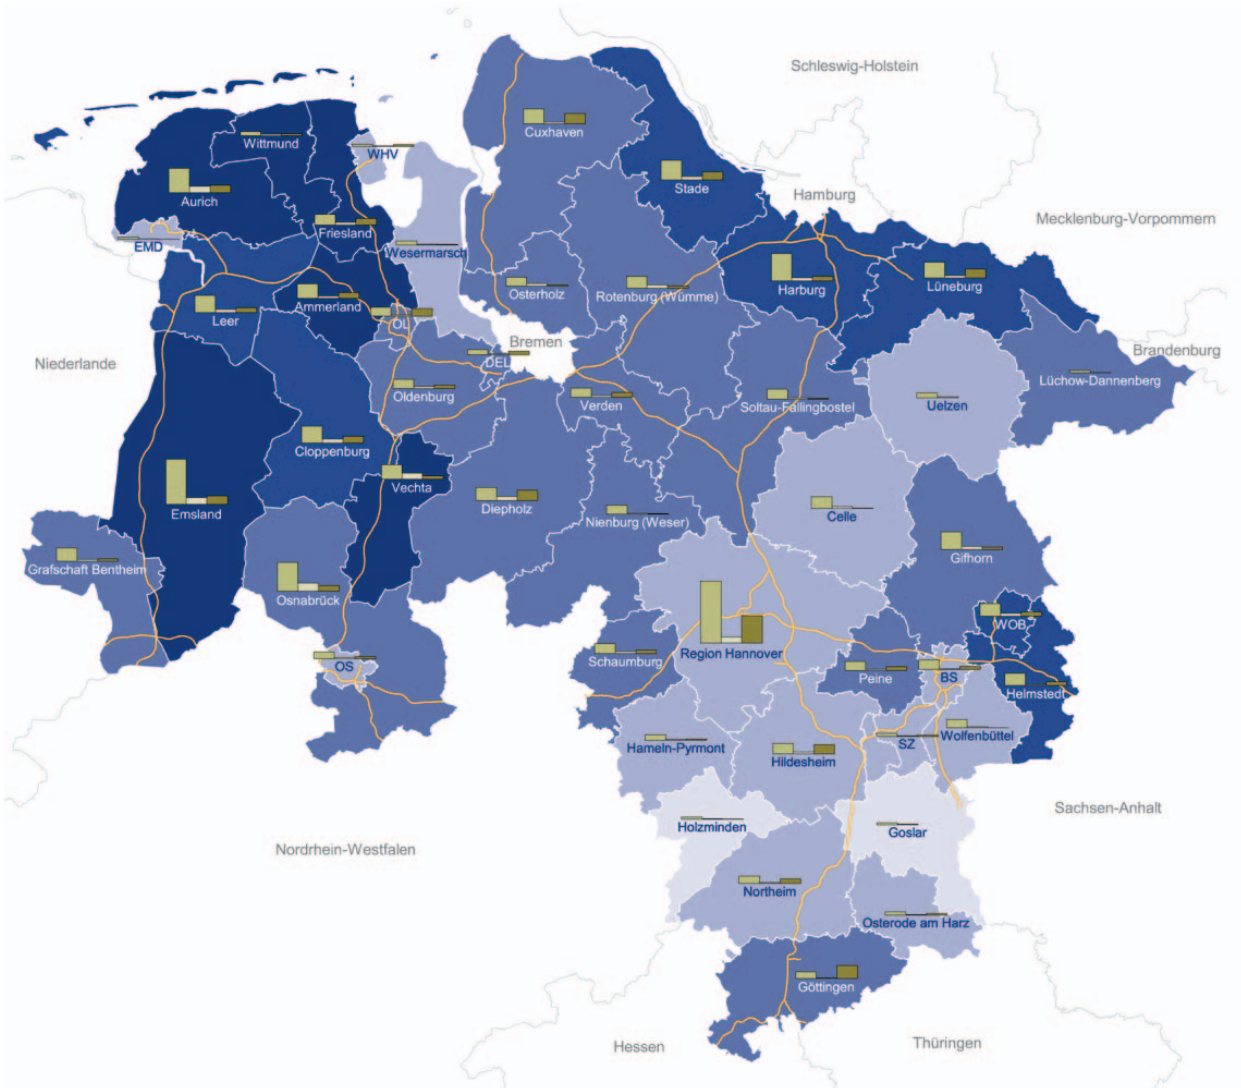 Schleswig-Holstein
Cuxhaven
Wittmund
WHV
Stade
Hamburg
Aurich
Mecklenburg-Vorpommern
Friesland
EMD
Wesermarsch
Harburg
Lüneburg
Osterholz
Rotenburg (Wümme)
Ammerland
Leer
OL
Bremen
Brandenburg
Niederlande
DEL
Lüchow-Dannenberg
Oldenburg
Verden
Soltau-Fallingbostel
Uelzen
Cloppenburg
Vechta
Emsland
Diepholz
Nienburg (Weser)
Celle
Gifhorn
Grafschaft Bentheim
Osnabrück
WOB
Region Hannover
Schaumburg
OS
Peine
BS
Helmstedt
Wolfenbüttel
SZ
Hameln-Pyrmont
Hildesheim
Sachsen-Anhalt
Holzminden
Goslar
Nordrhein-Westfalen
Northeim
Osterode am Harz
Göttingen
Hessen
Thüringen